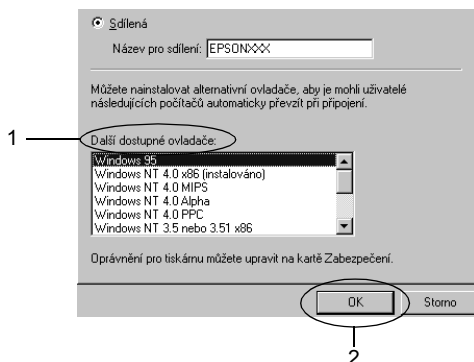 Sdílená
Název pro sdílení: EPSONXXX
Můžete nainstalovat alternativní ovladače, aby je mohli uživatelé
následujících počítačů automaticky převzít při připojení.
1
Další dostupné ovladače:
Windows 95
Windows NT 4.0 x86 (instalováno)
Windows NT 4.0 MIPS
Windows NT 4.0 Alpha
Windows NT 4.0 PPC
Windows NT 3.5 nebo 3.51 x86
Oprávnění pro tiskárnu můžete upravit na kartě Zabezpečení.
OK Storno
2